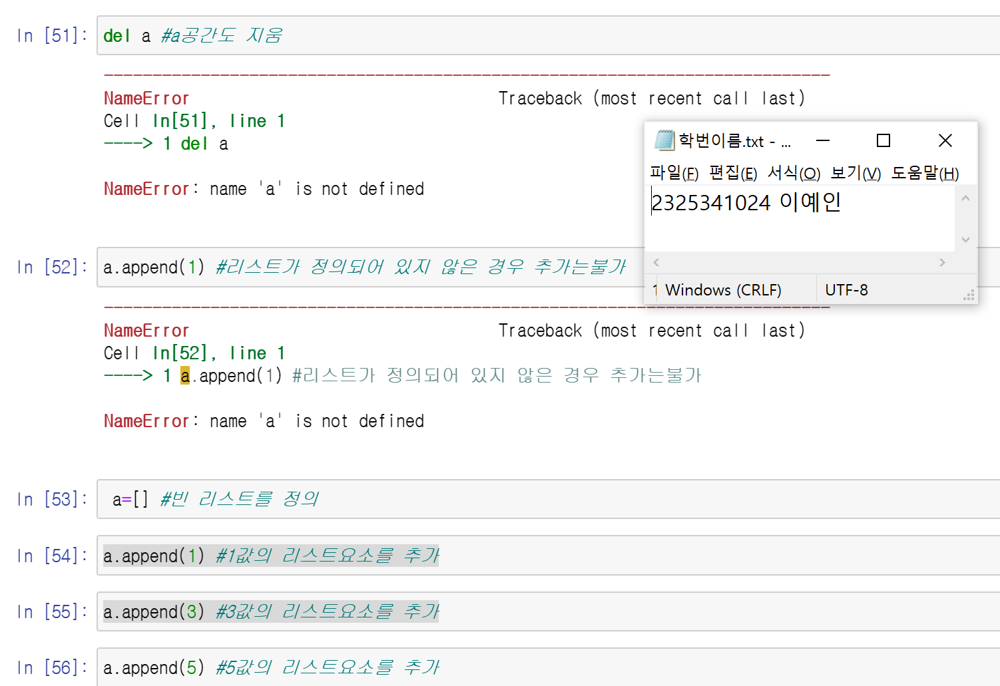 In [51]: del a #a공간도 지움
---------------------------------------------------------------------------
NameError Traceback (most recent call last)
Cell In[51], line 1
----> 1 del a
NameError: name 'a' is not defined
학번이름.txt - ...
파일(F) 편집(E) 서식(O) 보기(V) 도움말(H)
2325341024 이예인
1 Windows (CRLF) UTF-8
In [52]: a.append(1) #리스트가 정의되어 있지 않은 경우 추가는불가
---------------------------------------------------------------------------
NameError Traceback (most recent call last)
Cell In[52], line 1
----> 1 a.append(1) #리스트가 정의되어 있지 않은 경우 추가는불가
NameError: name 'a' is not defined
In [53]: a=[] #빈 리스트를 정의
In [54]: a.append(1) #1값의 리스트요소를 추가
In [55]: a.append(3) #3값의 리스트요소를 추가
In [56]: a.append(5) #5값의 리스트요소를 추가